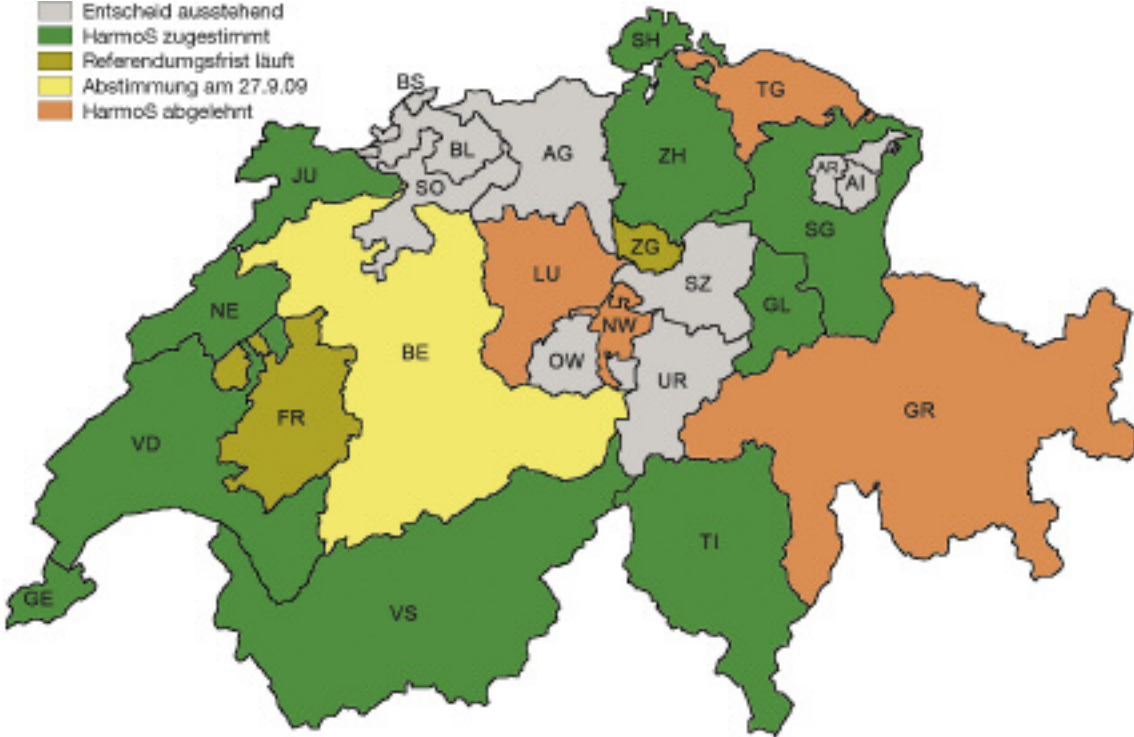 Entscheid ausstehend
HarmoS zugestimmt
Referendumsfrist läuft
Abstimmung am 27.9.09
HarmoS abgelehnt
SH
BS
TG
BL
AG
ZH
JU
SO
AR
AI
SG
ZG
LU
SZ
NE
GL
NW
BE
OW
UR
FR
GR
VD
TI
GE
VS